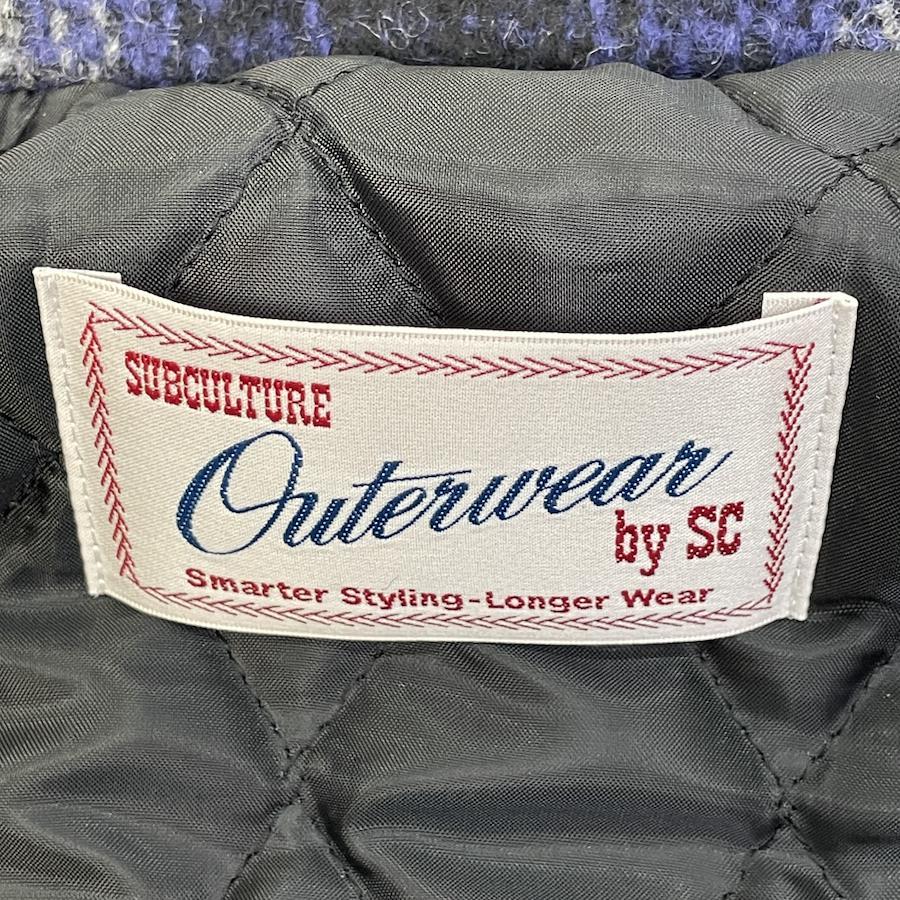 SUBCULTURE
Outerwear
by SC
Smarter Styling-Longer Wear